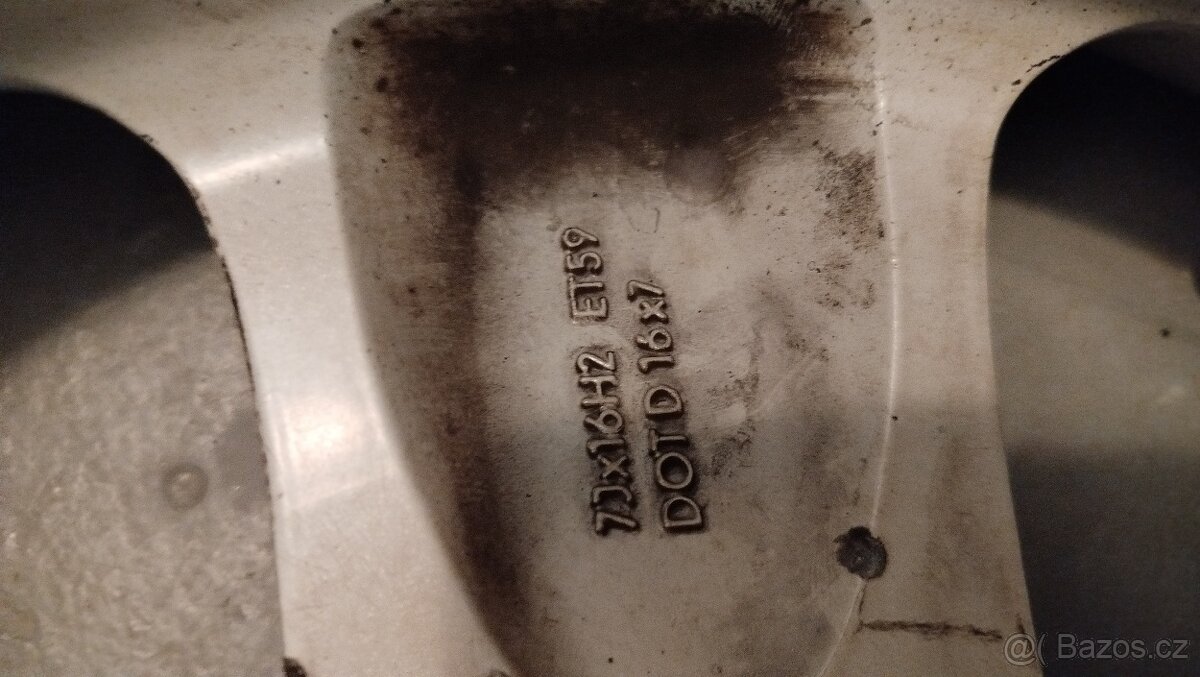 7Jx16H2 ET59
DOT D 16x7
@( Bazos.cz